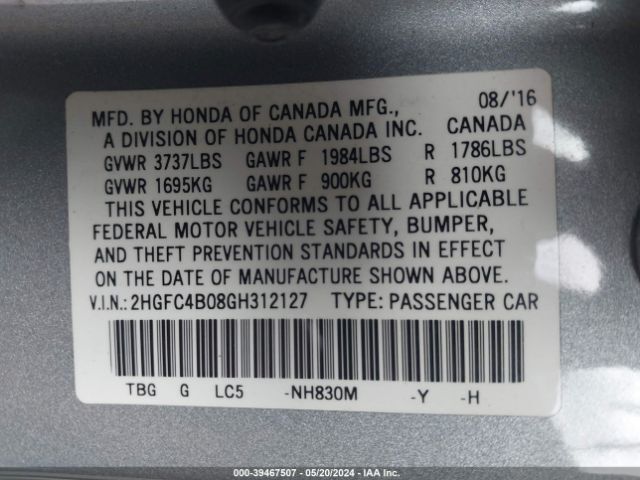 08/'16
MFD. BY HONDA OF CANADA MFG.,
A DIVISION OF HONDA CANADA INC. CANADA
GVWR 3737LBS GAWR F 1984LBS R 1786LBS
GVWR 1695KG GAWR F 900KG R 810KG
THIS VEHICLE CONFORMS TO ALL APPLICABLE
FEDERAL MOTOR VEHICLE SAFETY, BUMPER,
AND THEFT PREVENTION STANDARDS IN EFFECT
ON THE DATE OF MANUFACTURE SHOWN ABOVE.
V.I.N.: 2HGFC4B08GH312127 TYPE: PASSENGER CAR
TBG G LC5 -NH830M -Y -H
000-39467507 - 05/20/2024 - IAA Inc.